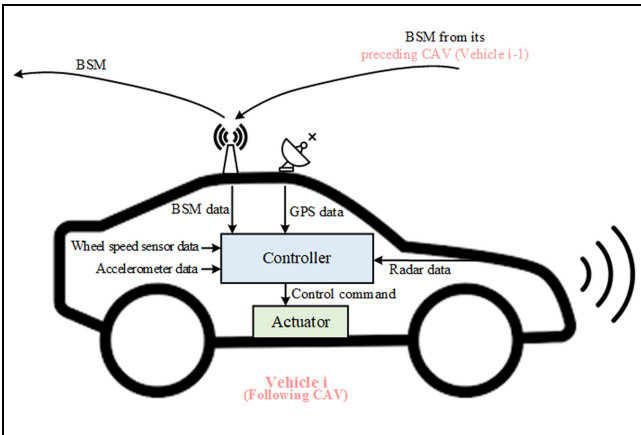 BSM from its
preceding CAV (Vehicle i-1)
BSM
BSM data
GPS data
Wheel speed sensor data
Accelerometer data
Controller
Radar data
Control command
Actuator
Vehicle i
(Following CAV)